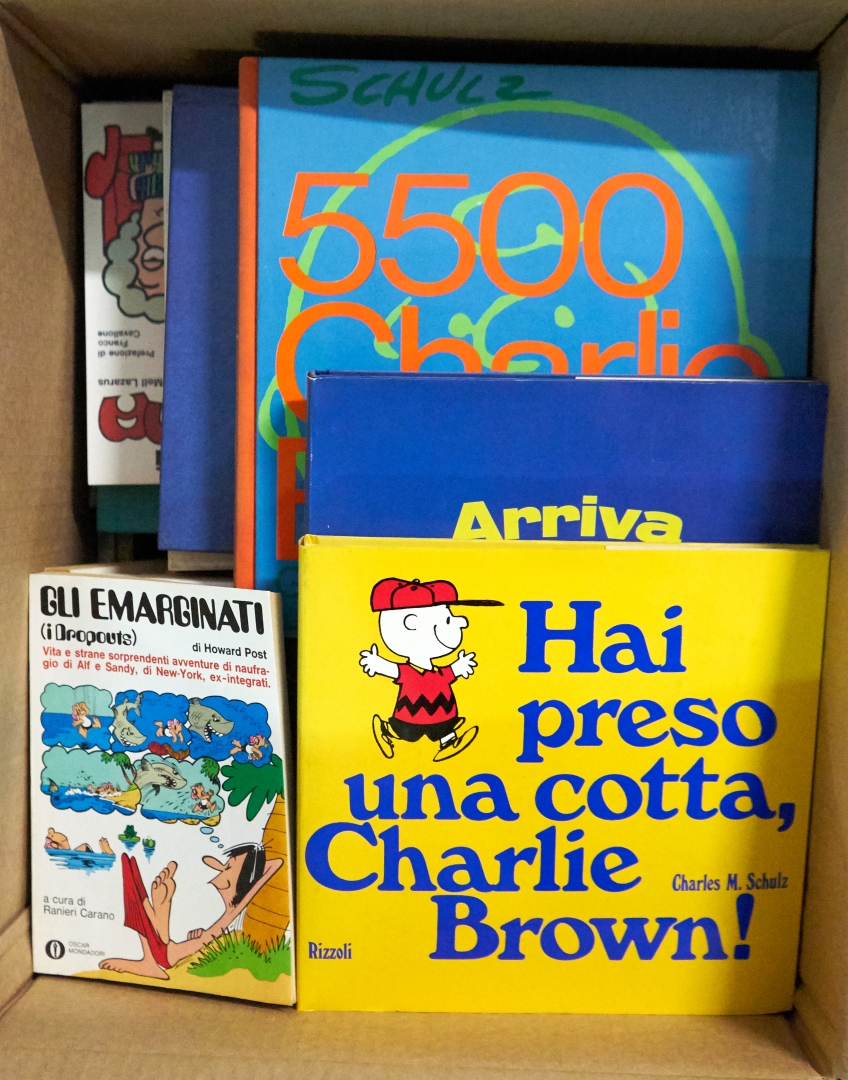 SCHULZ
5500
Charlie
Arriva
Hai
preso
una cotta,
Charlie
Brown!
Charles M. Schulz
Rizzoli
GLI EMARGINATI
(i Dropouts)
di Howard Post
Vita e strane sorprendenti avventure di naufra-
gio di Alf e Sandy, di New-York, ex-integrati.
a cura di
Ranieri Carano
OSCAR
MONDADORI
Mell Lazarus
Prefazione di
Franco
Cavallone